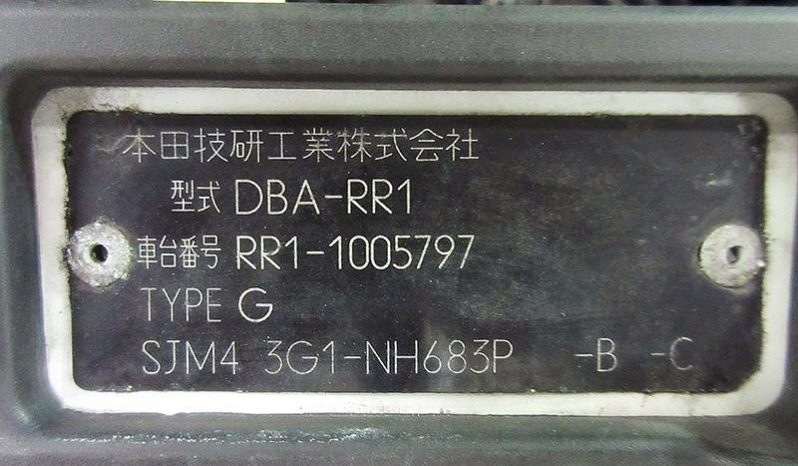 本田技研工業株式会社
型式 DBA-RR1
車台番号 RR1-1005797
TYPE G
SJM4 3G1-NH683P -B -C